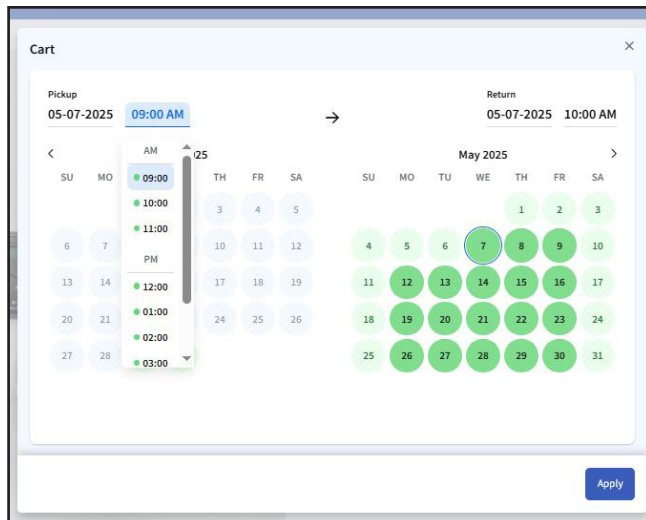 Cart
Pickup
Return
05-07-2025 09:00 AM → 05-07-2025 10:00 AM
25
May 2025
SU MO TH FR SA
3 4 5
6 7 10 11 12
13 14 17 18 19
20 21 24 25 26
27 28
AM
09:00
10:00
11:00
PM
12:00
01:00
02:00
03:00
SU MO TU WE TH FR SA
1 2 3
4 5 6 7 8 9 10
11 12 13 14 15 16 17
18 19 20 21 22 23 24
25 26 27 28 29 30 31
Apply